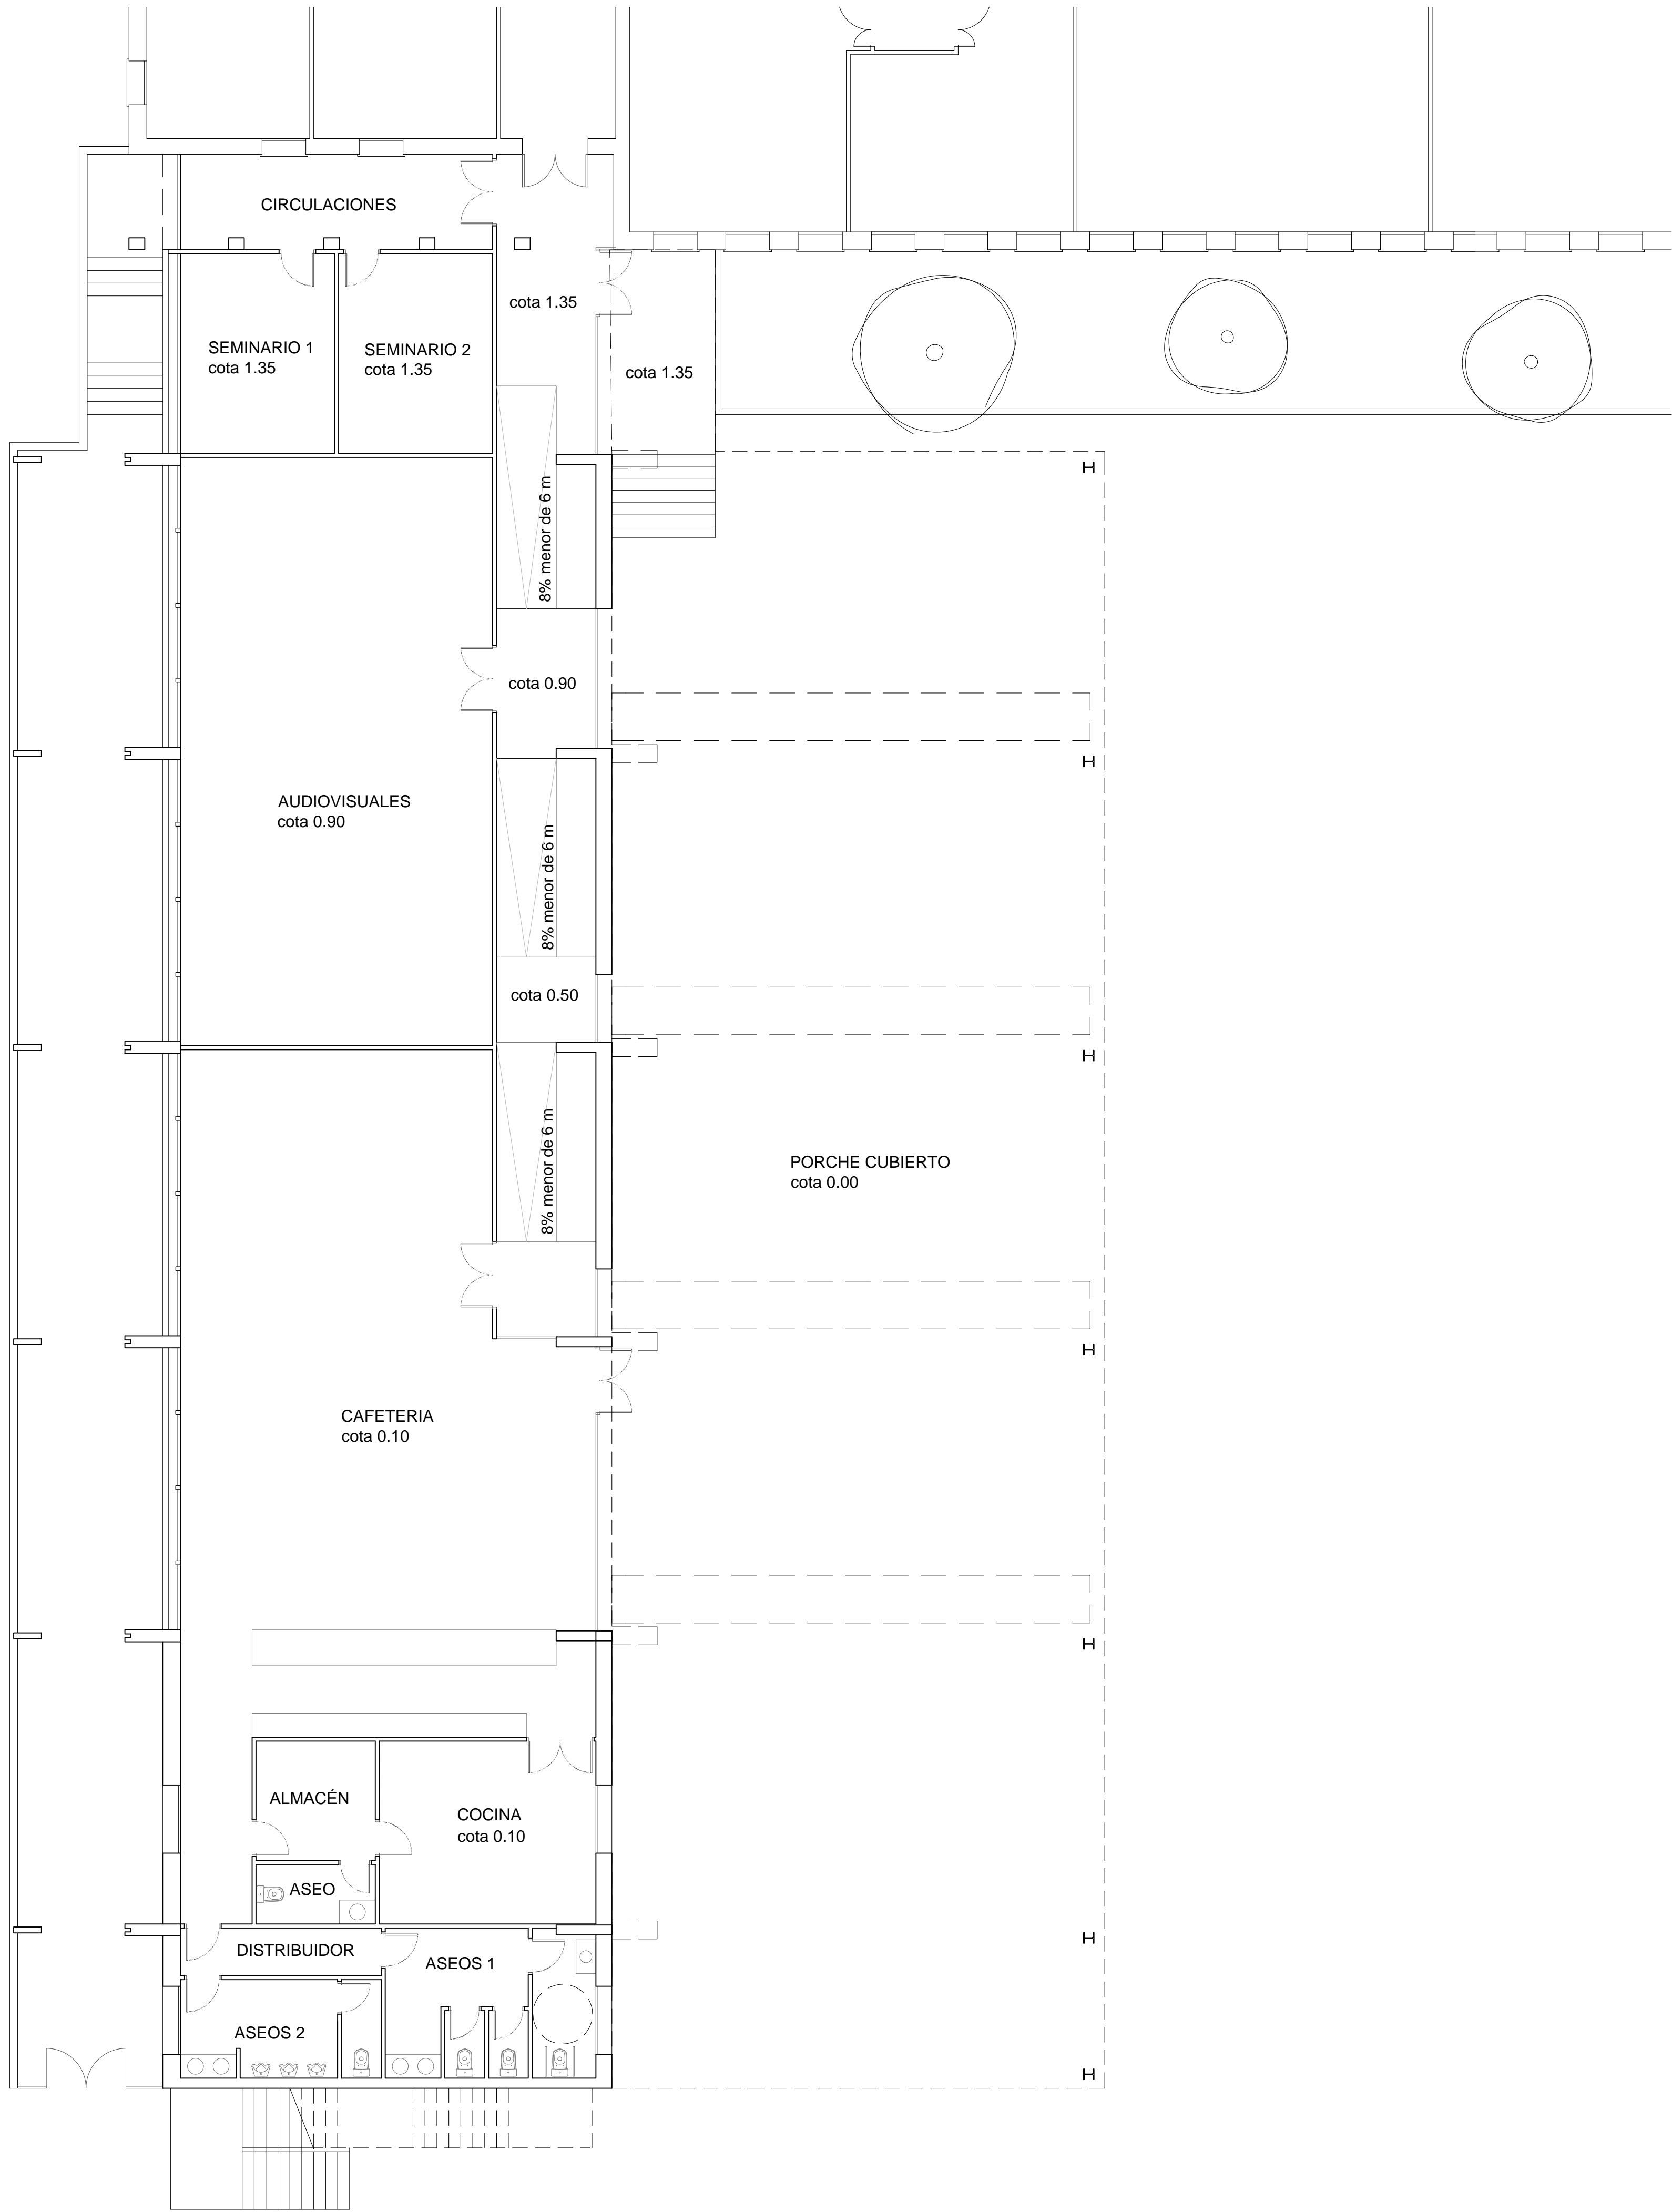 CIRCULACIONES
cota 1.35
SEMINARIO 1
cota 1.35
SEMINARIO 2
cota 1.35
cota 1.35
8% menor de 6 m
cota 0.90
AUDIOVISUALES
cota 0.90
8% menor de 6 m
cota 0.50
8% menor de 6 m
PORCHE CUBIERTO
cota 0.00
CAFETERIA
cota 0.10
ALMACÉN
COCINA
cota 0.10
ASEO
DISTRIBUIDOR
ASEOS 1
ASEOS 2